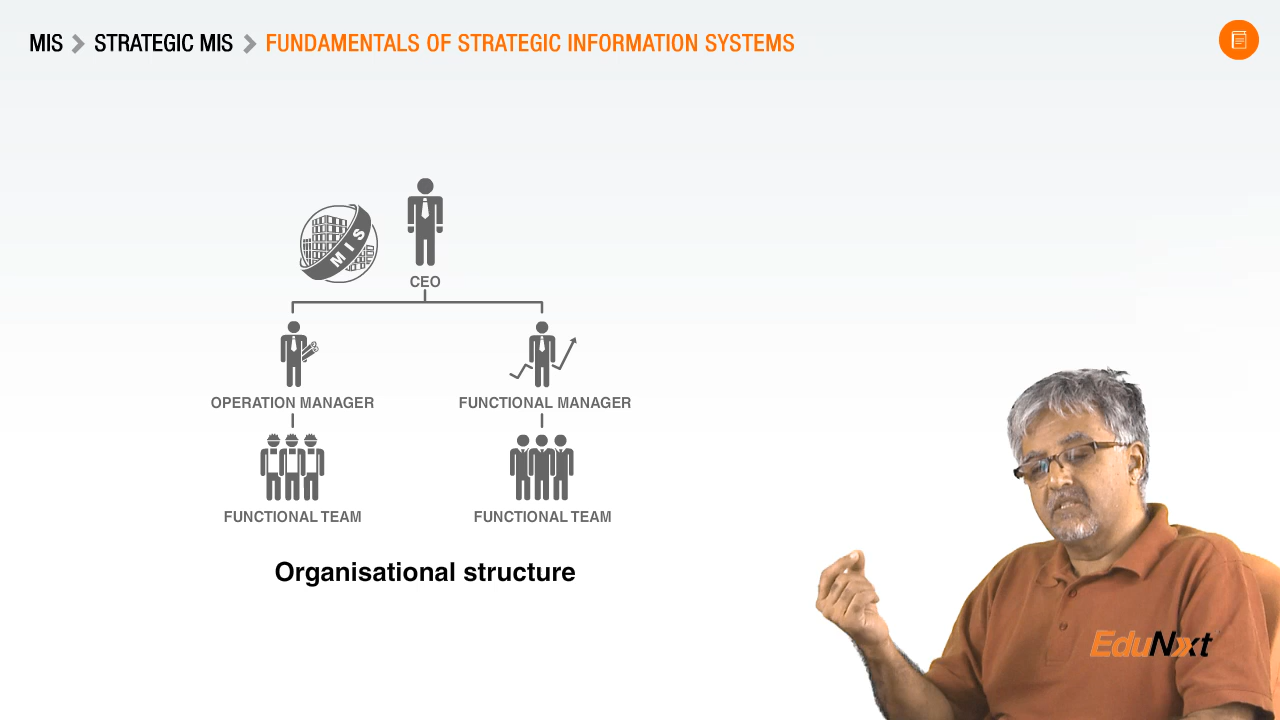 MIS > STRATEGIC MIS > FUNDAMENTALS OF STRATEGIC INFORMATION SYSTEMS
MIS
CEO
OPERATION MANAGER
FUNCTIONAL MANAGER
FUNCTIONAL TEAM
FUNCTIONAL TEAM
Organisational structure
EduNxt